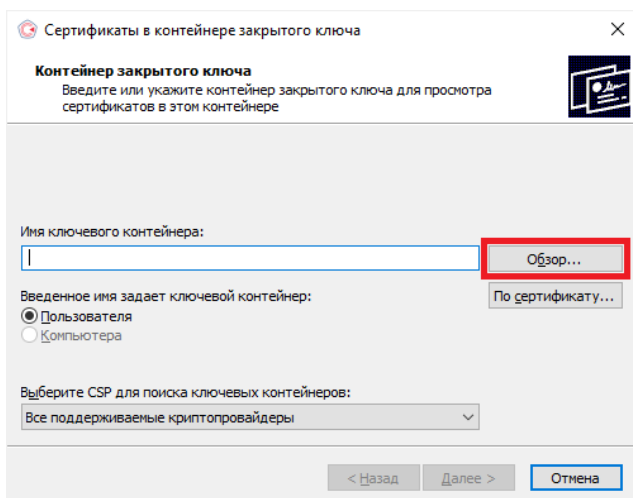 Сертификаты в контейнере закрытого ключа
Контейнер закрытого ключа
Введите или укажите контейнер закрытого ключа для просмотра
сертификатов в этом контейнере
Имя ключевого контейнера:
Обзор...
Введенное имя задает ключевой контейнер:
По сертификату...
Пользователя
Компьютера
Выберите CSP для поиска ключевых контейнеров:
Все поддерживаемые криптопровайдеры
< Назад
Далее >
Отмена